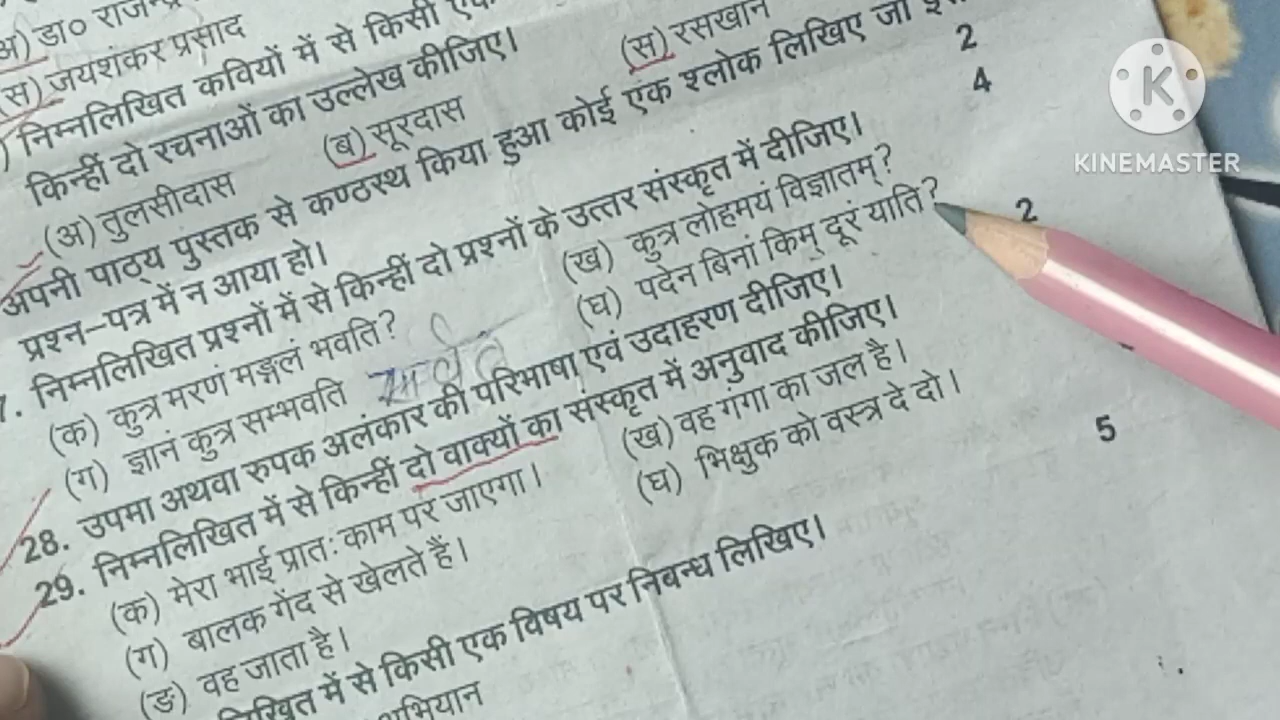 अ) डा० राजेन्द्र
(स) जयशंकर प्रसाद
निम्नलिखित कवियों में से किसी एक
किन्हीं दो रचनाओं का उल्लेख कीजिए।
(अ) तुलसीदास (ब) सूरदास (स) रसखान 2
अपनी पाठ्य पुस्तक से कण्ठस्थ किया हुआ कोई एक श्लोक लिखिए जो इस 4
प्रश्न-पत्र में न आया हो।
7. निम्नलिखित प्रश्नों में से किन्हीं दो प्रश्नों के उत्तर संस्कृत में दीजिए।
(क) कुत्र मरणं मङ्गलं भवति? (ख) कुत्र लोहमयं विज्ञातम्?
(ग) ज्ञानं कुत्र सम्भवति (घ) पदेन बिनां किम् दूरं याति? 2
28. उपमा अथवा रुपक अलंकार की परिभाषा एवं उदाहरण दीजिए।
29. निम्नलिखित में से किन्हीं दो वाक्यों का संस्कृत में अनुवाद कीजिए।
(क) मेरा भाई प्रातः काम पर जाएगा। (ख) वह गंगा का जल है।
(ग) बालक गेंद से खेलते हैं। (घ) भिक्षुक को वस्त्र दे दो।
(ङ) वह जाता है।
लिखित में से किसी एक विषय पर निबन्ध लिखिए। 5
अभियान
K
KINEMASTER